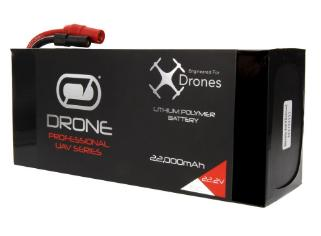 DRONE
PROFESSIONAL
UAV SERIES
Engineered For
Drones
LITHIUM POLYMER
BATTERY
22,000mAh
22.2V